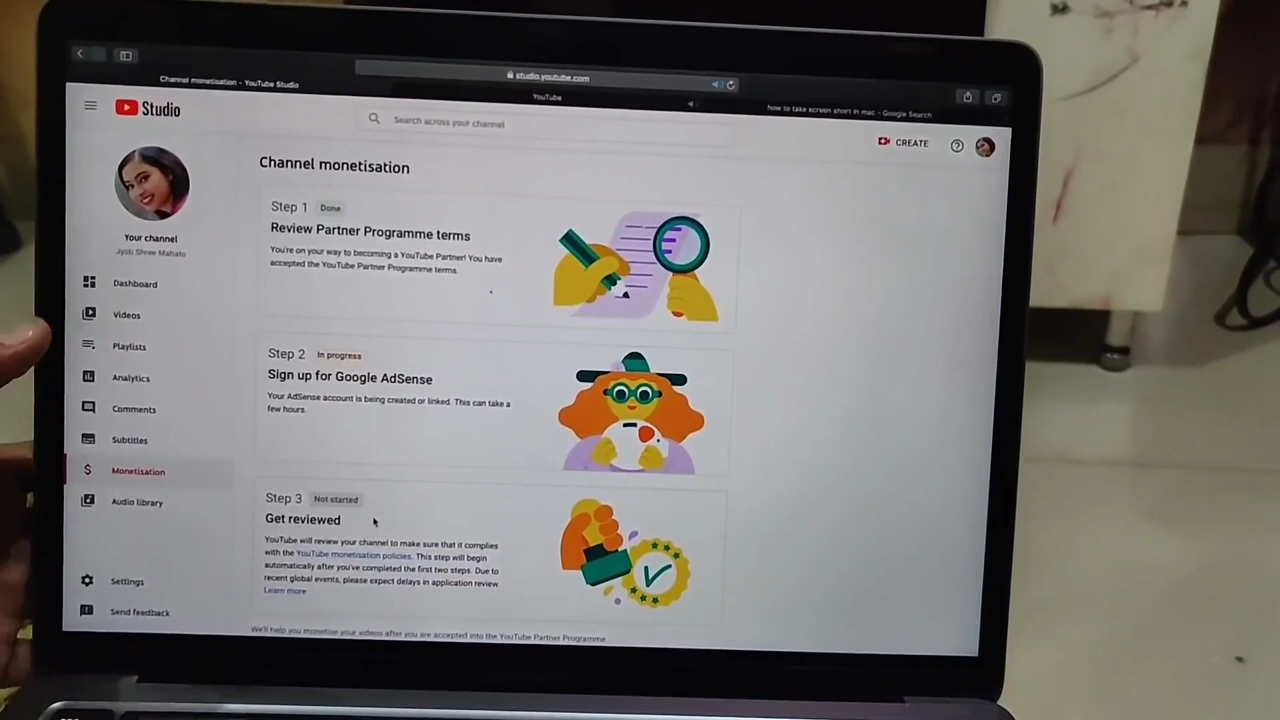 studio.youtube.com
Channel monetisation - YouTube Studio
YouTube
how to take screen short in mac - Google Search
Studio
Search across your channel
CREATE
Your channel
Jyoti Shree Mahato
Dashboard
Videos
Playlists
Analytics
Comments
Subtitles
Monetisation
Audio library
Settings
Send feedback
Channel monetisation
Step 1 Done
Review Partner Programme terms
You're on your way to becoming a YouTube Partner! You have
accepted the YouTube Partner Programme terms.
Step 2 In progress
Sign up for Google AdSense
Your AdSense account is being created or linked. This can take a
few hours.
Step 3 Not started
Get reviewed
YouTube will review your channel to make sure that it complies
with the YouTube monetisation policies. This step will begin
automatically after you've completed the first two steps. Due to
recent global events, please expect delays in application review
Learn more
We'll help you monetise your videos after you are accepted into the YouTube Partner Programme